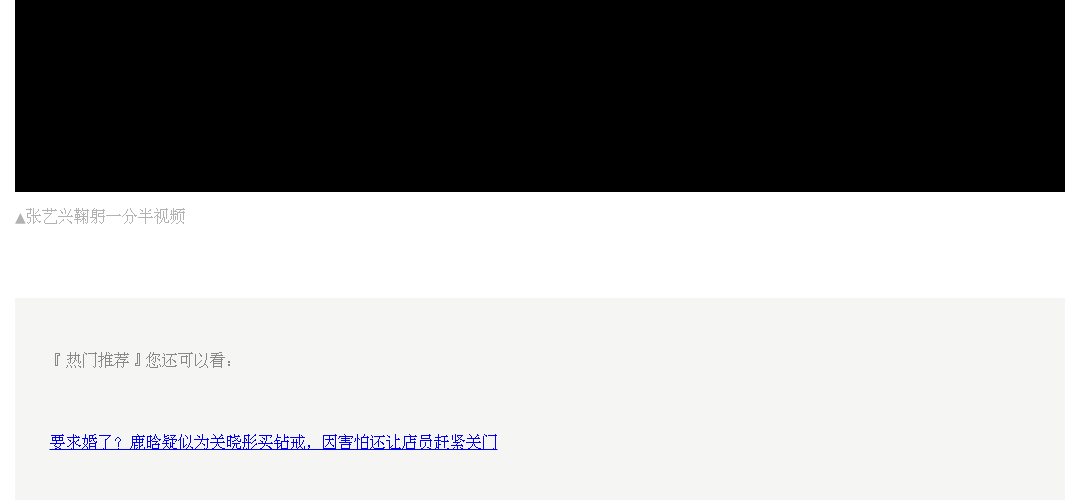 ▲张艺兴鞠躬一分半视频
『热门推荐』您还可以看：
要求婚了？鹿晗疑似为关晓彤买钻戒，因害怕还让店员赶紧关门